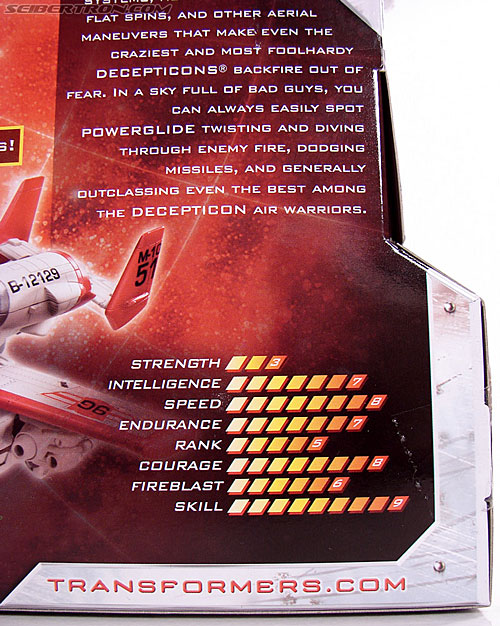 SEIBERTRON.COM
FLAT SPINS, AND OTHER AERIAL
MANEUVERS THAT MAKE EVEN THE
CRAZIEST AND MOST FOOLHARDY
DECEPTICONS® BACKFIRE OUT OF
FEAR. IN A SKY FULL OF BAD GUYS, YOU
CAN ALWAYS EASILY SPOT
POWERGLIDE TWISTING AND DIVING
THROUGH ENEMY FIRE, DODGING
MISSILES, AND GENERALLY
OUTCLASSING EVEN THE BEST AMONG
THE DECEPTICON AIR WARRIORS.
M-10
51
B-12129
STRENGTH 3
INTELLIGENCE 7
SPEED 8
ENDURANCE 7
RANK 5
COURAGE 8
FIREBLAST 6
SKILL 9
TRANSFORMERS.COM